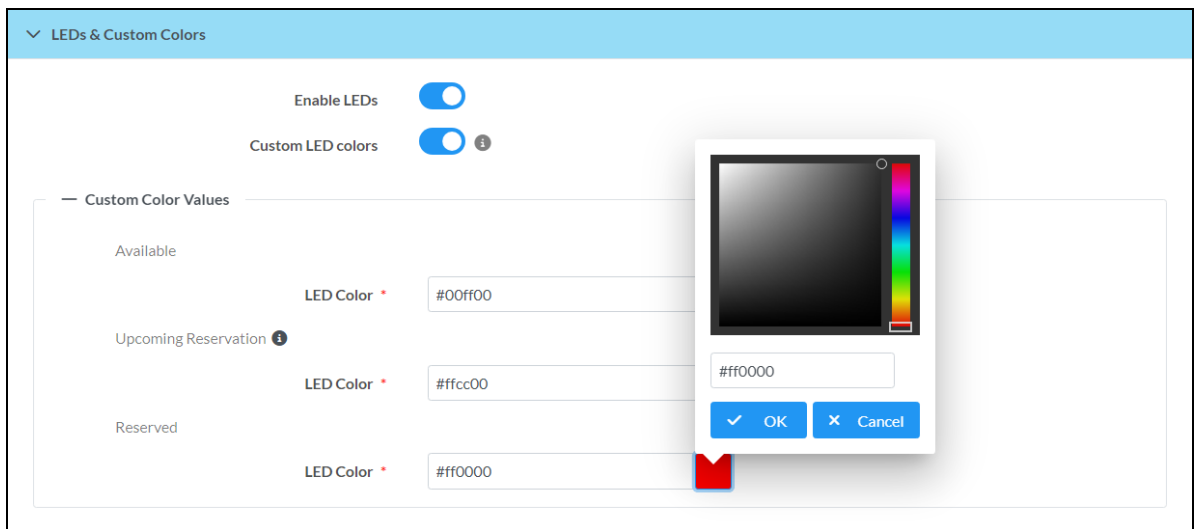 LEDs & Custom Colors
Enable LEDs
Custom LED colors
Custom Color Values
Available
LED Color *
#00ff00
Upcoming Reservation
LED Color *
#ffcc00
Reserved
LED Color *
#ff0000
#ff0000
OK
Cancel